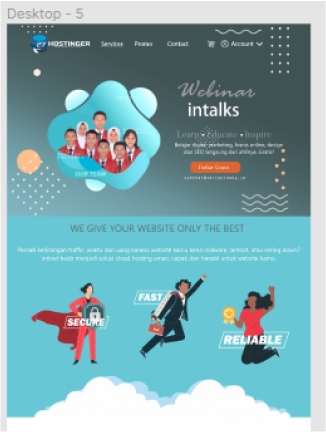 Desktop - 5
HOSTINGER
Services Promo Contact Account
Webinar
intalks
Learn • Educate • Inspire
Belajar digital marketing, bisnis online, design
dan SEO langsung dari ahlinya. Gratis!
Daftar Gratis
OUR TEAM
WE GIVE YOUR WEBSITE ONLY THE BEST
Pernah kehilangan traffic, waktu dan uang karena website kamu kena malware, lambat, atau sering down?
intisat hadir menjadi solusi cloud hosting aman, cepat, dan handal untuk website kamu.
SECURE
FAST
RELIABLE